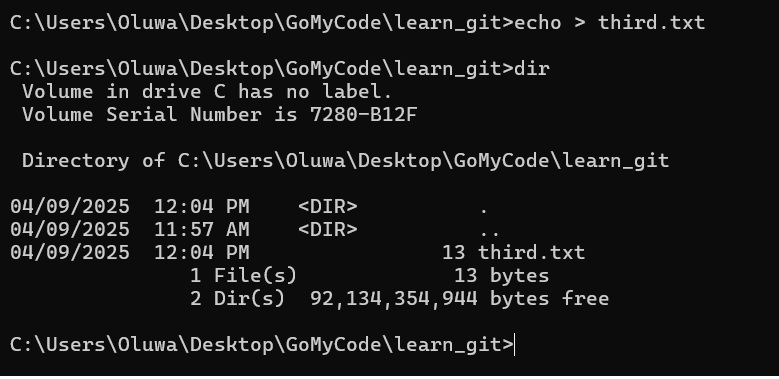 C:\Users\Oluwa\Desktop\GoMyCode\learn_git>echo > third.txt
C:\Users\Oluwa\Desktop\GoMyCode\learn_git>dir
 Volume in drive C has no label.
 Volume Serial Number is 7280-B12F
 Directory of C:\Users\Oluwa\Desktop\GoMyCode\learn_git
04/09/2025  12:04 PM    <DIR>          .
04/09/2025  11:57 AM    <DIR>          ..
04/09/2025  12:04 PM                13 third.txt
               1 File(s)             13 bytes
               2 Dir(s)  92,134,354,944 bytes free
C:\Users\Oluwa\Desktop\GoMyCode\learn_git>